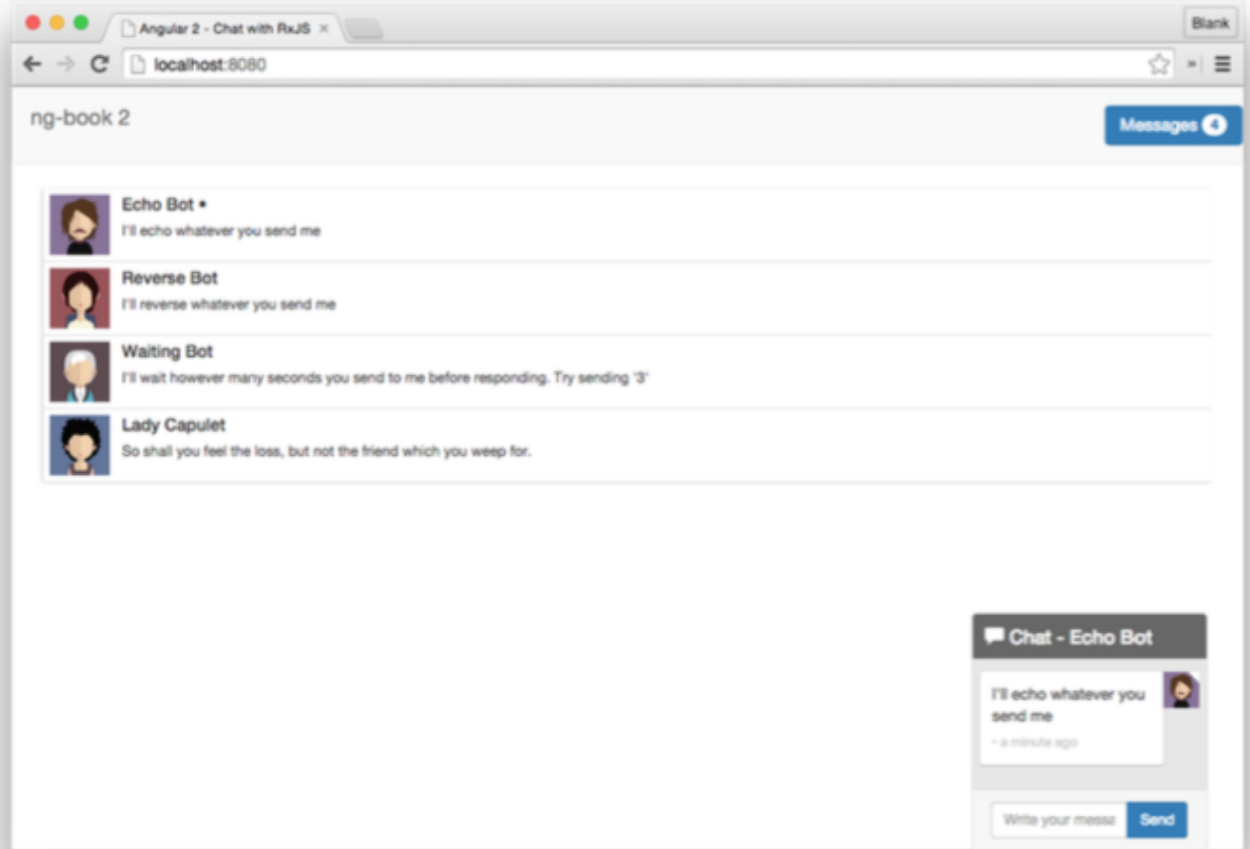 Angular 2 - Chat with RxJS ×
Blank
localhost:8080
ng-book 2
Messages 4
Echo Bot •
I'll echo whatever you send me
Reverse Bot
I'll reverse whatever you send me
Waiting Bot
I'll wait however many seconds you send to me before responding. Try sending '3'
Lady Capulet
So shall you feel the loss, but not the friend which you weep for.
Chat - Echo Bot
I'll echo whatever you
send me
• a minute ago
Write your messa
Send